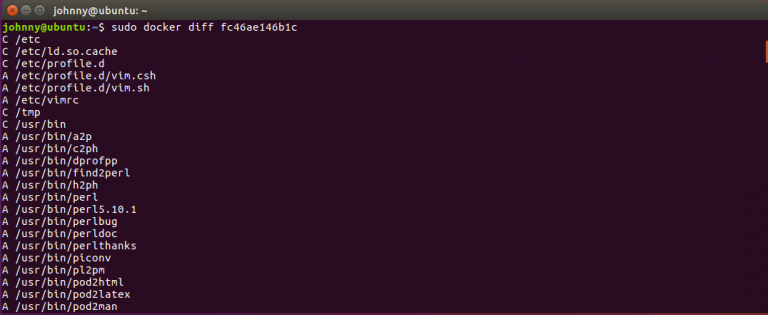 johnny@ubuntu: ~
johnny@ubuntu:~$ sudo docker diff fc46ae146b1c
C /etc
C /etc/ld.so.cache
C /etc/profile.d
A /etc/profile.d/vim.csh
A /etc/profile.d/vim.sh
A /etc/vimrc
C /tmp
C /usr/bin
A /usr/bin/a2p
A /usr/bin/c2ph
A /usr/bin/dprofpp
A /usr/bin/find2perl
A /usr/bin/h2ph
A /usr/bin/perl
A /usr/bin/perl5.10.1
A /usr/bin/perlbug
A /usr/bin/perldoc
A /usr/bin/perlthanks
A /usr/bin/piconv
A /usr/bin/pl2pm
A /usr/bin/pod2html
A /usr/bin/pod2latex
A /usr/bin/pod2man